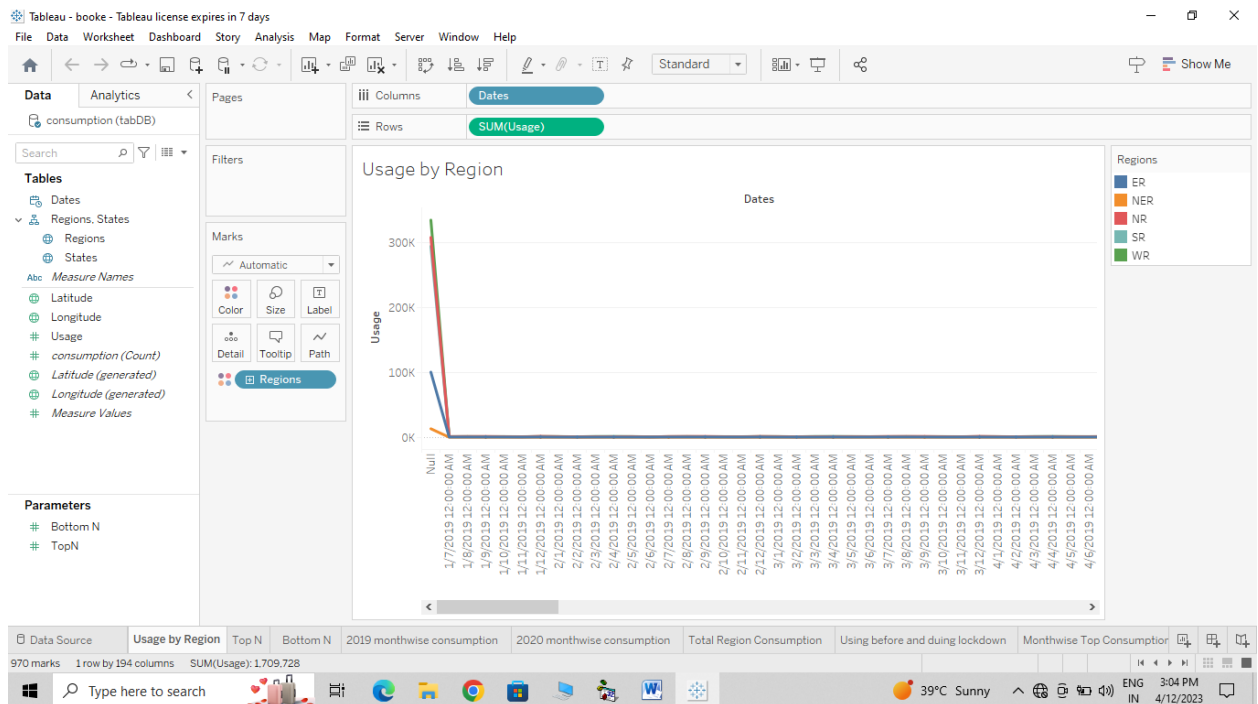 Tableau - booke - Tableau license expires in 7 days
File Data Worksheet Dashboard Story Analysis Map Format Server Window Help
Standard
Show Me
Data Analytics
consumption (tabDB)
Search
Tables
Dates
Regions, States
Regions
States
Abc Measure Names
Latitude
Longitude
# Usage
# consumption (Count)
Latitude (generated)
Longitude (generated)
# Measure Values
Parameters
# Bottom N
# TopN
Pages
Filters
Marks
Automatic
Color Size Label
Detail Tooltip Path
Regions
Columns Dates
Rows SUM(Usage)
Usage by Region
Dates
Usage
300K
200K
100K
0K
Null
1/7/2019 12:00:00 AM
1/8/2019 12:00:00 AM
1/9/2019 12:00:00 AM
1/10/2019 12:00:00 AM
1/11/2019 12:00:00 AM
1/12/2019 12:00:00 AM
2/1/2019 12:00:00 AM
2/2/2019 12:00:00 AM
2/3/2019 12:00:00 AM
2/4/2019 12:00:00 AM
2/5/2019 12:00:00 AM
2/6/2019 12:00:00 AM
2/7/2019 12:00:00 AM
2/8/2019 12:00:00 AM
2/9/2019 12:00:00 AM
2/10/2019 12:00:00 AM
2/11/2019 12:00:00 AM
2/12/2019 12:00:00 AM
3/1/2019 12:00:00 AM
3/2/2019 12:00:00 AM
3/3/2019 12:00:00 AM
3/4/2019 12:00:00 AM
3/5/2019 12:00:00 AM
3/6/2019 12:00:00 AM
3/7/2019 12:00:00 AM
3/8/2019 12:00:00 AM
3/9/2019 12:00:00 AM
3/10/2019 12:00:00 AM
3/11/2019 12:00:00 AM
3/12/2019 12:00:00 AM
4/1/2019 12:00:00 AM
4/2/2019 12:00:00 AM
4/3/2019 12:00:00 AM
4/4/2019 12:00:00 AM
4/5/2019 12:00:00 AM
4/6/2019 12:00:00 AM
Regions
ER
NER
NR
SR
WR
Data Source Usage by Region Top N Bottom N 2019 monthwise consumption 2020 monthwise consumption Total Region Consumption Using before and duing lockdown Monthwise Top Consumption
970 marks 1 row by 194 columns SUM(Usage): 1,709,728
Type here to search
39°C Sunny
ENG
IN
3:04 PM
4/12/2023